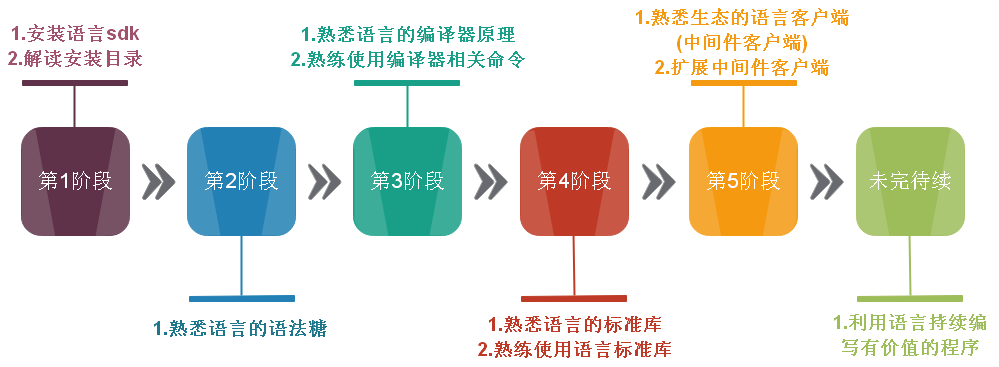 1.安装语言sdk
2.解读安装目录
1.熟悉语言的编译器原理
2.熟练使用编译器相关命令
1.熟悉生态的语言客户端
(中间件客户端)
2.扩展中间件客户端
第1阶段
第2阶段
第3阶段
第4阶段
第5阶段
未完待续
1.熟悉语言的语法糖
1.熟悉语言的标准库
2.熟练使用语言标准库
1.利用语言持续编
写有价值的程序